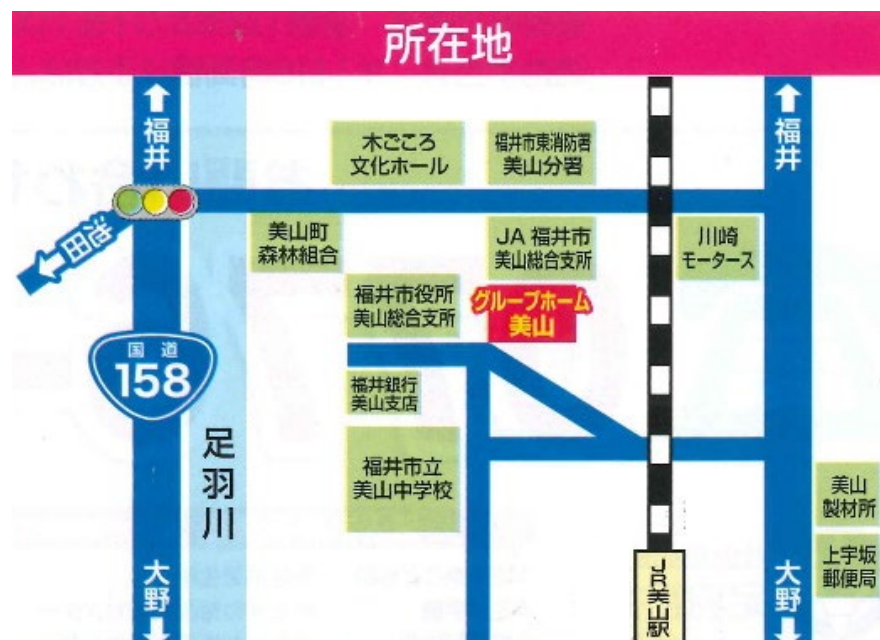 所在地
福井
福井
木ごころ
文化ホール
福井市東消防署
美山分署
池田
美山町
森林組合
JA 福井市
美山総合支所
川崎
モータース
福井市役所
美山総合支所
グループホーム
美山
国道
158
福井銀行
美山支店
足羽川
福井市立
美山中学校
美山
製材所
上宇坂
郵便局
大野
JR美山駅
大野